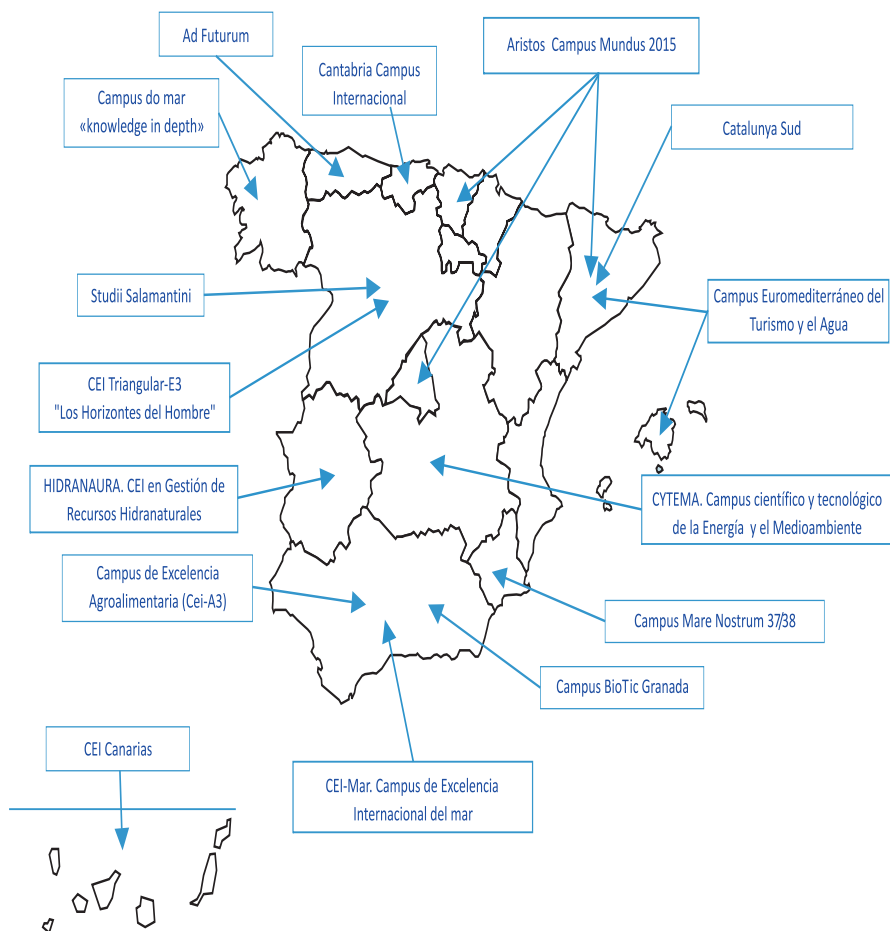 Ad Futurum
Aristos Campus Mundus 2015
Cantabria Campus
Internacional
Campus do mar
«knowledge in depth»
Catalunya Sud
Studii Salamantini
Campus Euromediterráneo del
Turismo y el Agua
CEI Triangular-E3
"Los Horizontes del Hombre"
HIDRANAURA. CEI en Gestión de
Recursos Hidranaturales
CYTEMA. Campus científico y tecnológico
de la Energía y el Medioambiente
Campus de Excelencia
Agroalimentaria (Cei-A3)
Campus Mare Nostrum 37/38
Campus BioTic Granada
CEI Canarias
CEI-Mar. Campus de Excelencia
Internacional del mar